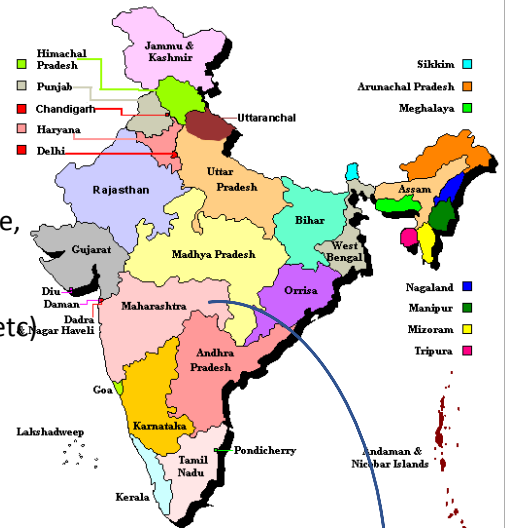 Jammu &
Kashmir
Himachal
Pradesh
Punjab
Chandigarh
Haryana
Delhi
Uttaranchal
Sikkim
Arunachal Pradesh
Meghalaya
Rajasthan
Uttar
Pradesh
Assam
Bihar
e,
Gujarat
West
Bengal
Madhya Pradesh
Orrisa
Diu
Daman
Dadra
& Nagar Haveli
etc)
Maharashtra
Nagaland
Manipur
Mizoram
Tripura
Andhra
Pradesh
Goa
Karnataka
Lakshadweep
Pondicherry
Tamil
Nadu
Kerala
Andaman &
Nicobar Islands